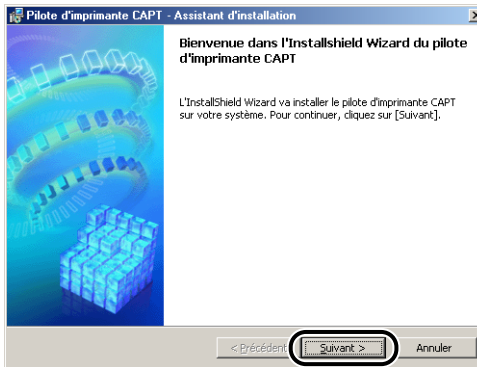 Pilote d'imprimante CAPT - Assistant d'installation
Bienvenue dans l'Installshield Wizard du pilote
d'imprimante CAPT
L'InstallShield Wizard va installer le pilote d'imprimante CAPT
sur votre système. Pour continuer, cliquez sur [Suivant].
< Précédent
Suivant >
Annuler